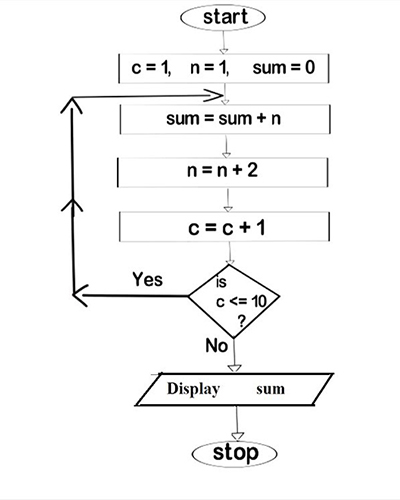 start
c = 1, n = 1, sum = 0
sum = sum + n
n = n + 2
c = c + 1
Yes
is
c <= 10
?
No
Display sum
stop